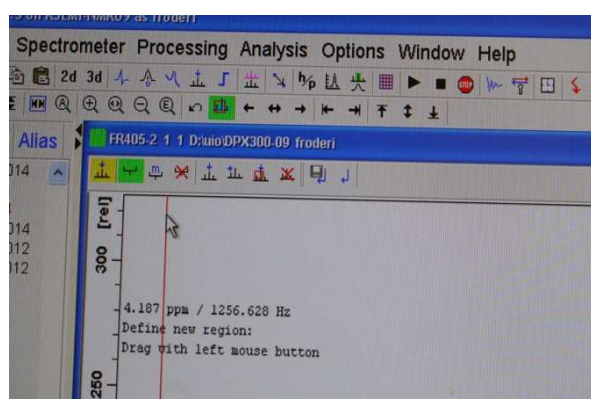 as froderi
Spectrometer Processing Analysis Options Window Help
2d 3d
Alias
FR405-2 1 1 D:\uio\DPX300-09 froderi
014
014
012
012
[rel]
300
4.187 ppm / 1256.628 Hz
Define new region:
Drag with left mouse button
250